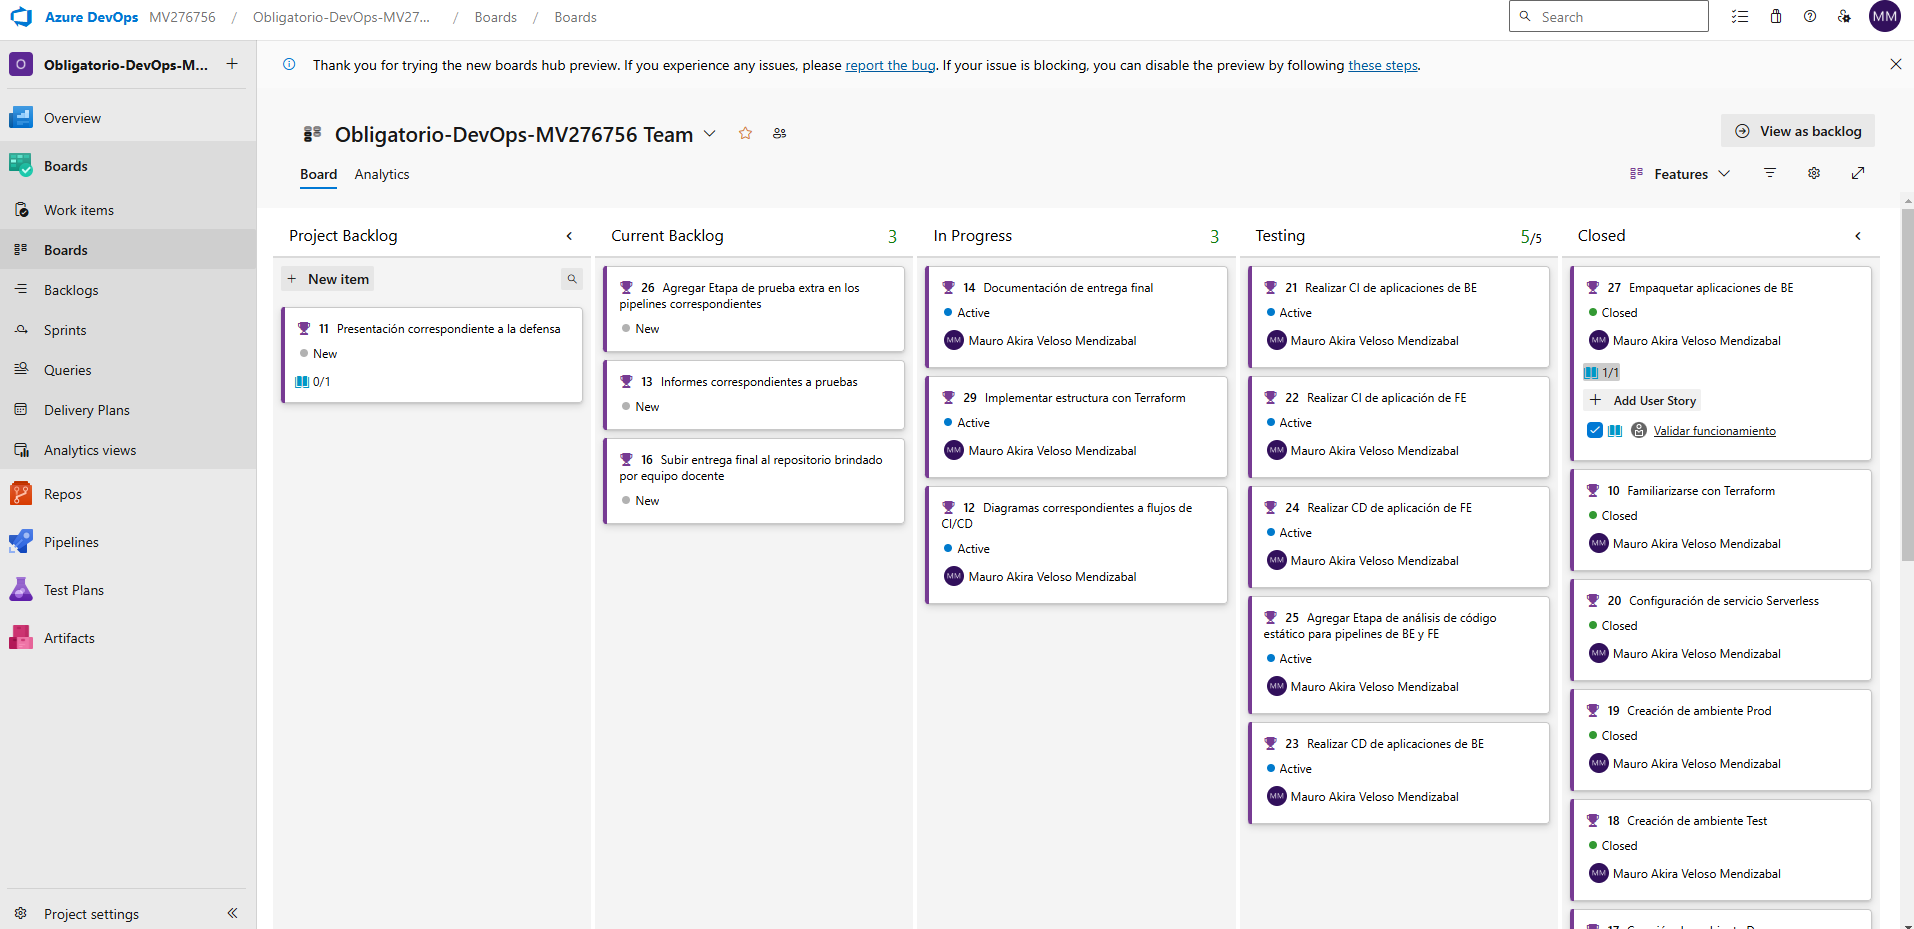 Azure DevOps MV276756 / Obligatorio-DevOps-MV27... / Boards / Boards
Search
MM
O Obligatorio-DevOps-M...
Overview
Boards
Work items
Boards
Backlogs
Sprints
Queries
Delivery Plans
Analytics views
Repos
Pipelines
Test Plans
Artifacts
Project settings
Thank you for trying the new boards hub preview. If you experience any issues, please report the bug. If your issue is blocking, you can disable the preview by following these steps.
Obligatorio-DevOps-MV276756 Team
View as backlog
Board Analytics
Features
Project Backlog
New item
11 Presentación correspondiente a la defensa
New
0/1
Current Backlog 3
26 Agregar Etapa de prueba extra en los
pipelines correspondientes
New
13 Informes correspondientes a pruebas
New
16 Subir entrega final al repositorio brindado
por equipo docente
New
In Progress 3
14 Documentación de entrega final
Active
MM Mauro Akira Veloso Mendizabal
29 Implementar estructura con Terraform
Active
MM Mauro Akira Veloso Mendizabal
12 Diagramas correspondientes a flujos de
CI/CD
Active
MM Mauro Akira Veloso Mendizabal
Testing 5/5
21 Realizar CI de aplicaciones de BE
Active
MM Mauro Akira Veloso Mendizabal
22 Realizar CI de aplicación de FE
Active
MM Mauro Akira Veloso Mendizabal
24 Realizar CD de aplicación de FE
Active
MM Mauro Akira Veloso Mendizabal
25 Agregar Etapa de análisis de código
estático para pipelines de BE y FE
Active
MM Mauro Akira Veloso Mendizabal
23 Realizar CD de aplicaciones de BE
Active
MM Mauro Akira Veloso Mendizabal
Closed
27 Empaquetar aplicaciones de BE
Closed
MM Mauro Akira Veloso Mendizabal
1/1
Add User Story
Validar funcionamiento
10 Familiarizarse con Terraform
Closed
MM Mauro Akira Veloso Mendizabal
20 Configuración de servicio Serverless
Closed
MM Mauro Akira Veloso Mendizabal
19 Creación de ambiente Prod
Closed
MM Mauro Akira Veloso Mendizabal
18 Creación de ambiente Test
Closed
MM Mauro Akira Veloso Mendizabal